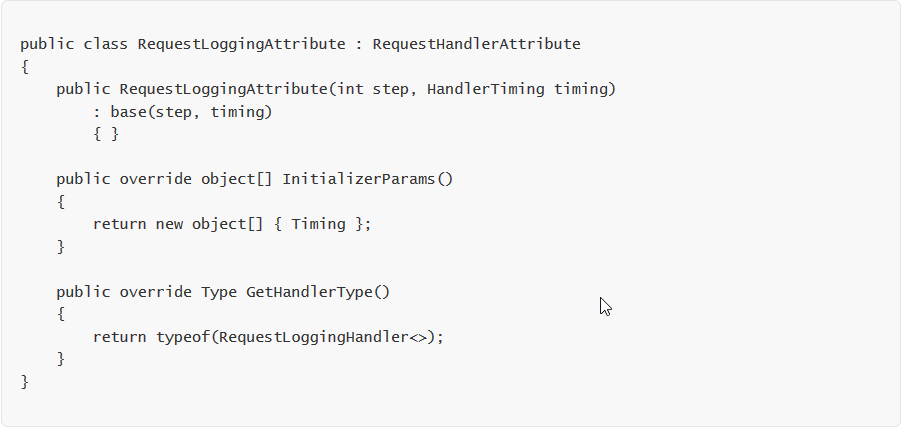 public class RequestLoggingAttribute : RequestHandlerAttribute
{
    public RequestLoggingAttribute(int step, HandlerTiming timing)
        : base(step, timing)
        { }

    public override object[] InitializerParams()
    {
        return new object[] { Timing };
    }

    public override Type GetHandlerType()
    {
        return typeof(RequestLoggingHandler<>);
    }
}